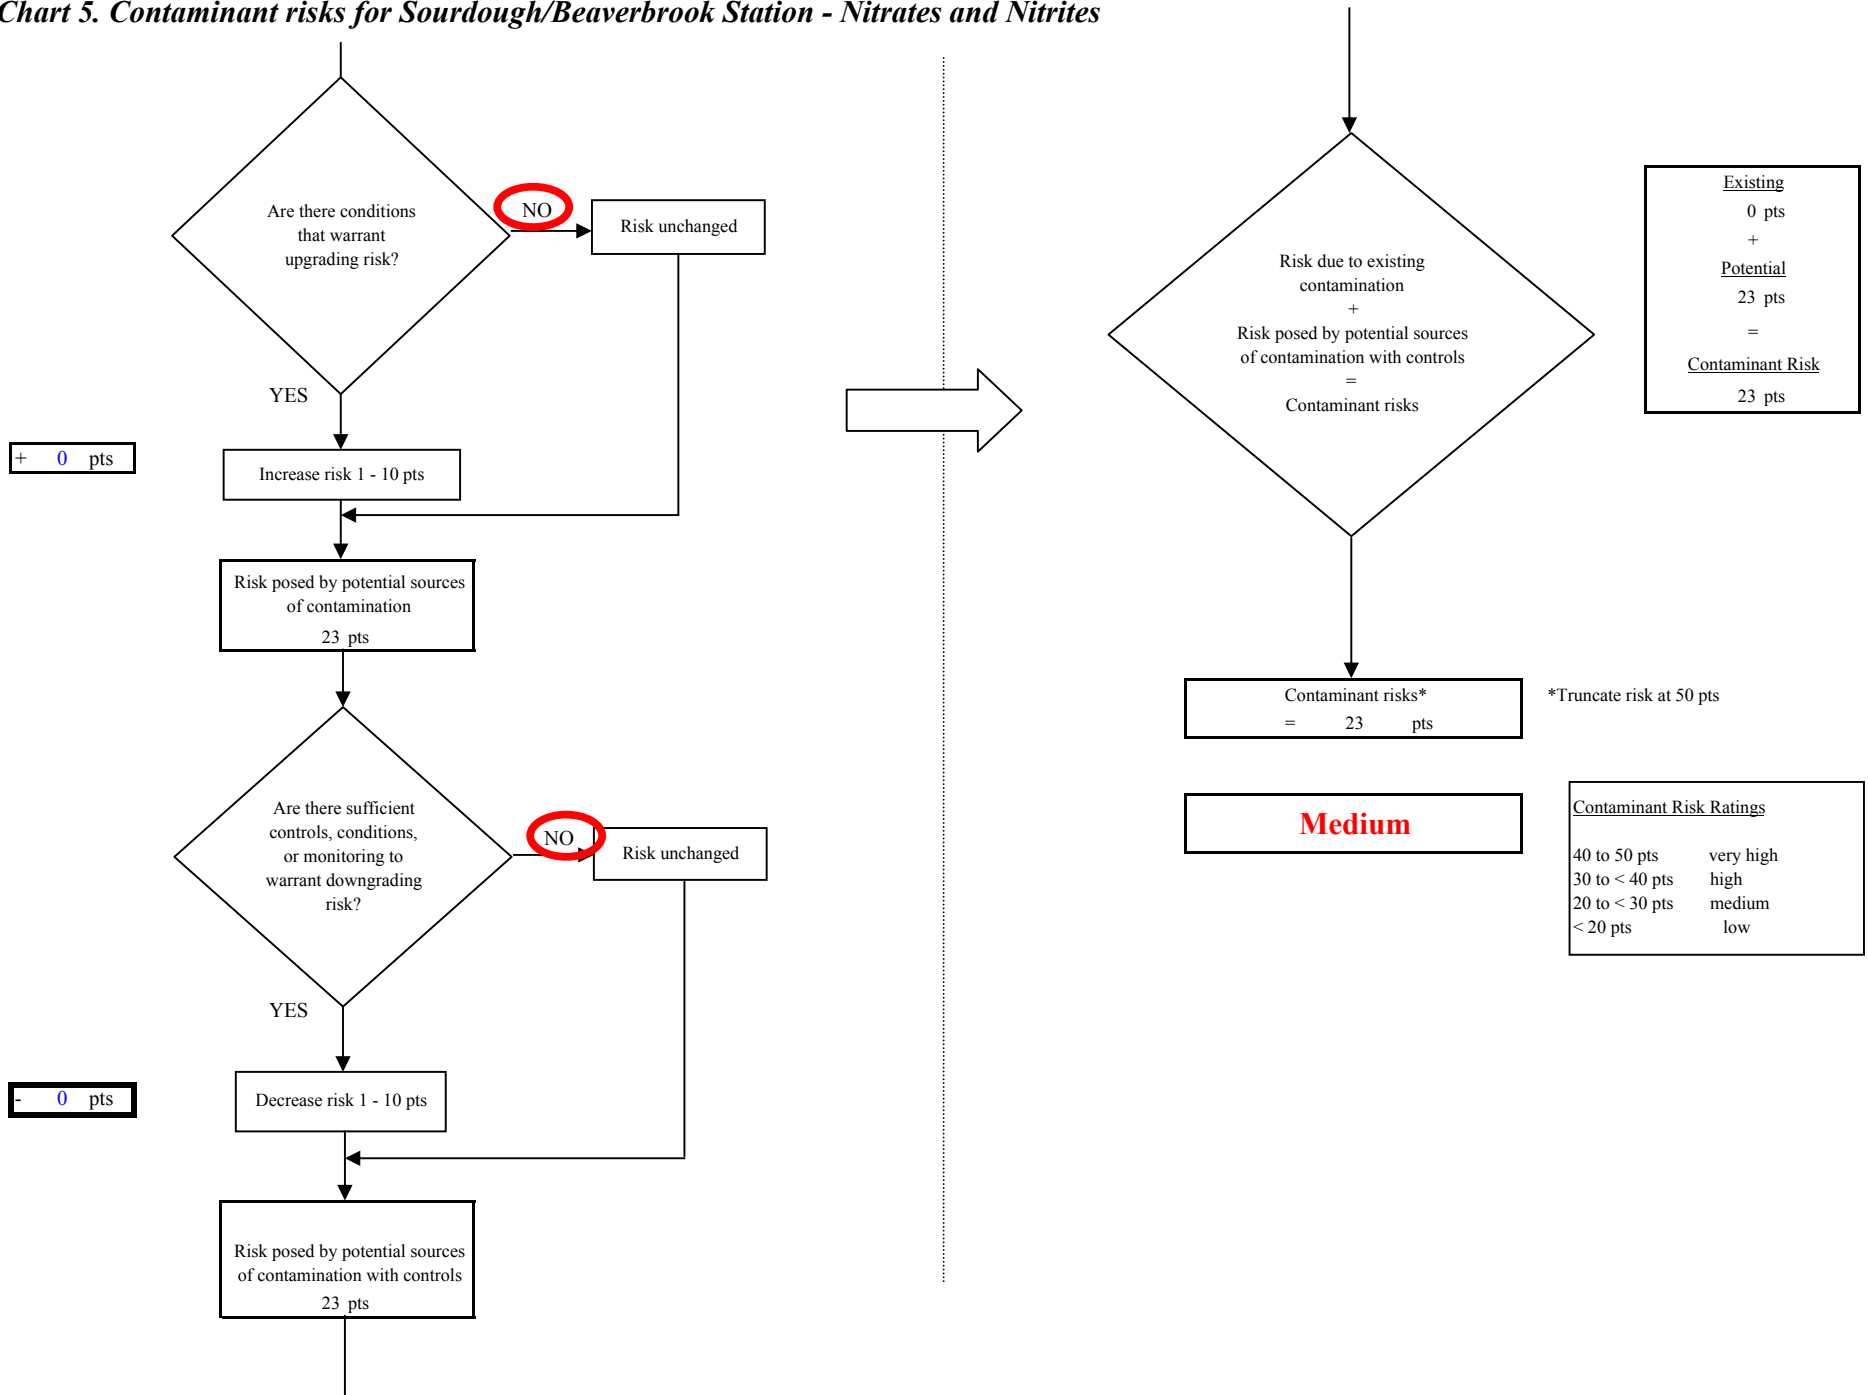 Chart 5. Contaminant risks for Sourdough/Beaverbrook Station - Nitrates and Nitrites
Are there conditions
that warrant
upgrading risk?
NO
Risk unchanged
YES
+ 0 pts
Increase risk 1 - 10 pts
Risk posed by potential sources
of contamination
23 pts
Are there sufficient
controls, conditions,
or monitoring to
warrant downgrading
risk?
NO
Risk unchanged
YES
- 0 pts
Decrease risk 1 - 10 pts
Risk posed by potential sources
of contamination with controls
23 pts
Risk due to existing
contamination
+
Risk posed by potential sources
of contamination with controls
=
Contaminant risks
Existing
0 pts
+
Potential
23 pts
=
Contaminant Risk
23 pts
Contaminant risks*
= 23 pts
*Truncate risk at 50 pts
Medium
Contaminant Risk Ratings
40 to 50 pts very high
30 to < 40 pts high
20 to < 30 pts medium
< 20 pts low